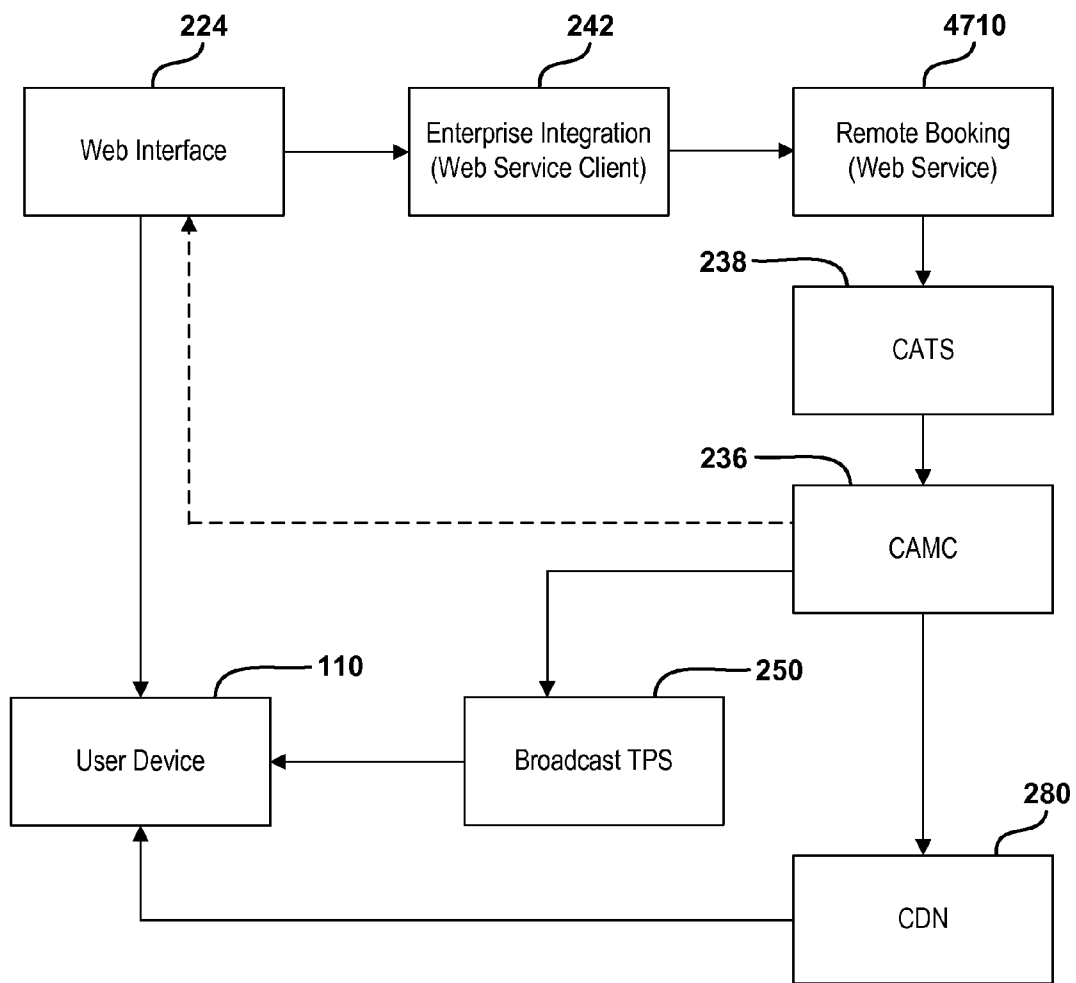 224
242
4710
Web Interface
Enterprise Integration
(Web Service Client)
Remote Booking
(Web Service)
238
CATS
236
CAMC
110
250
User Device
Broadcast TPS
280
CDN